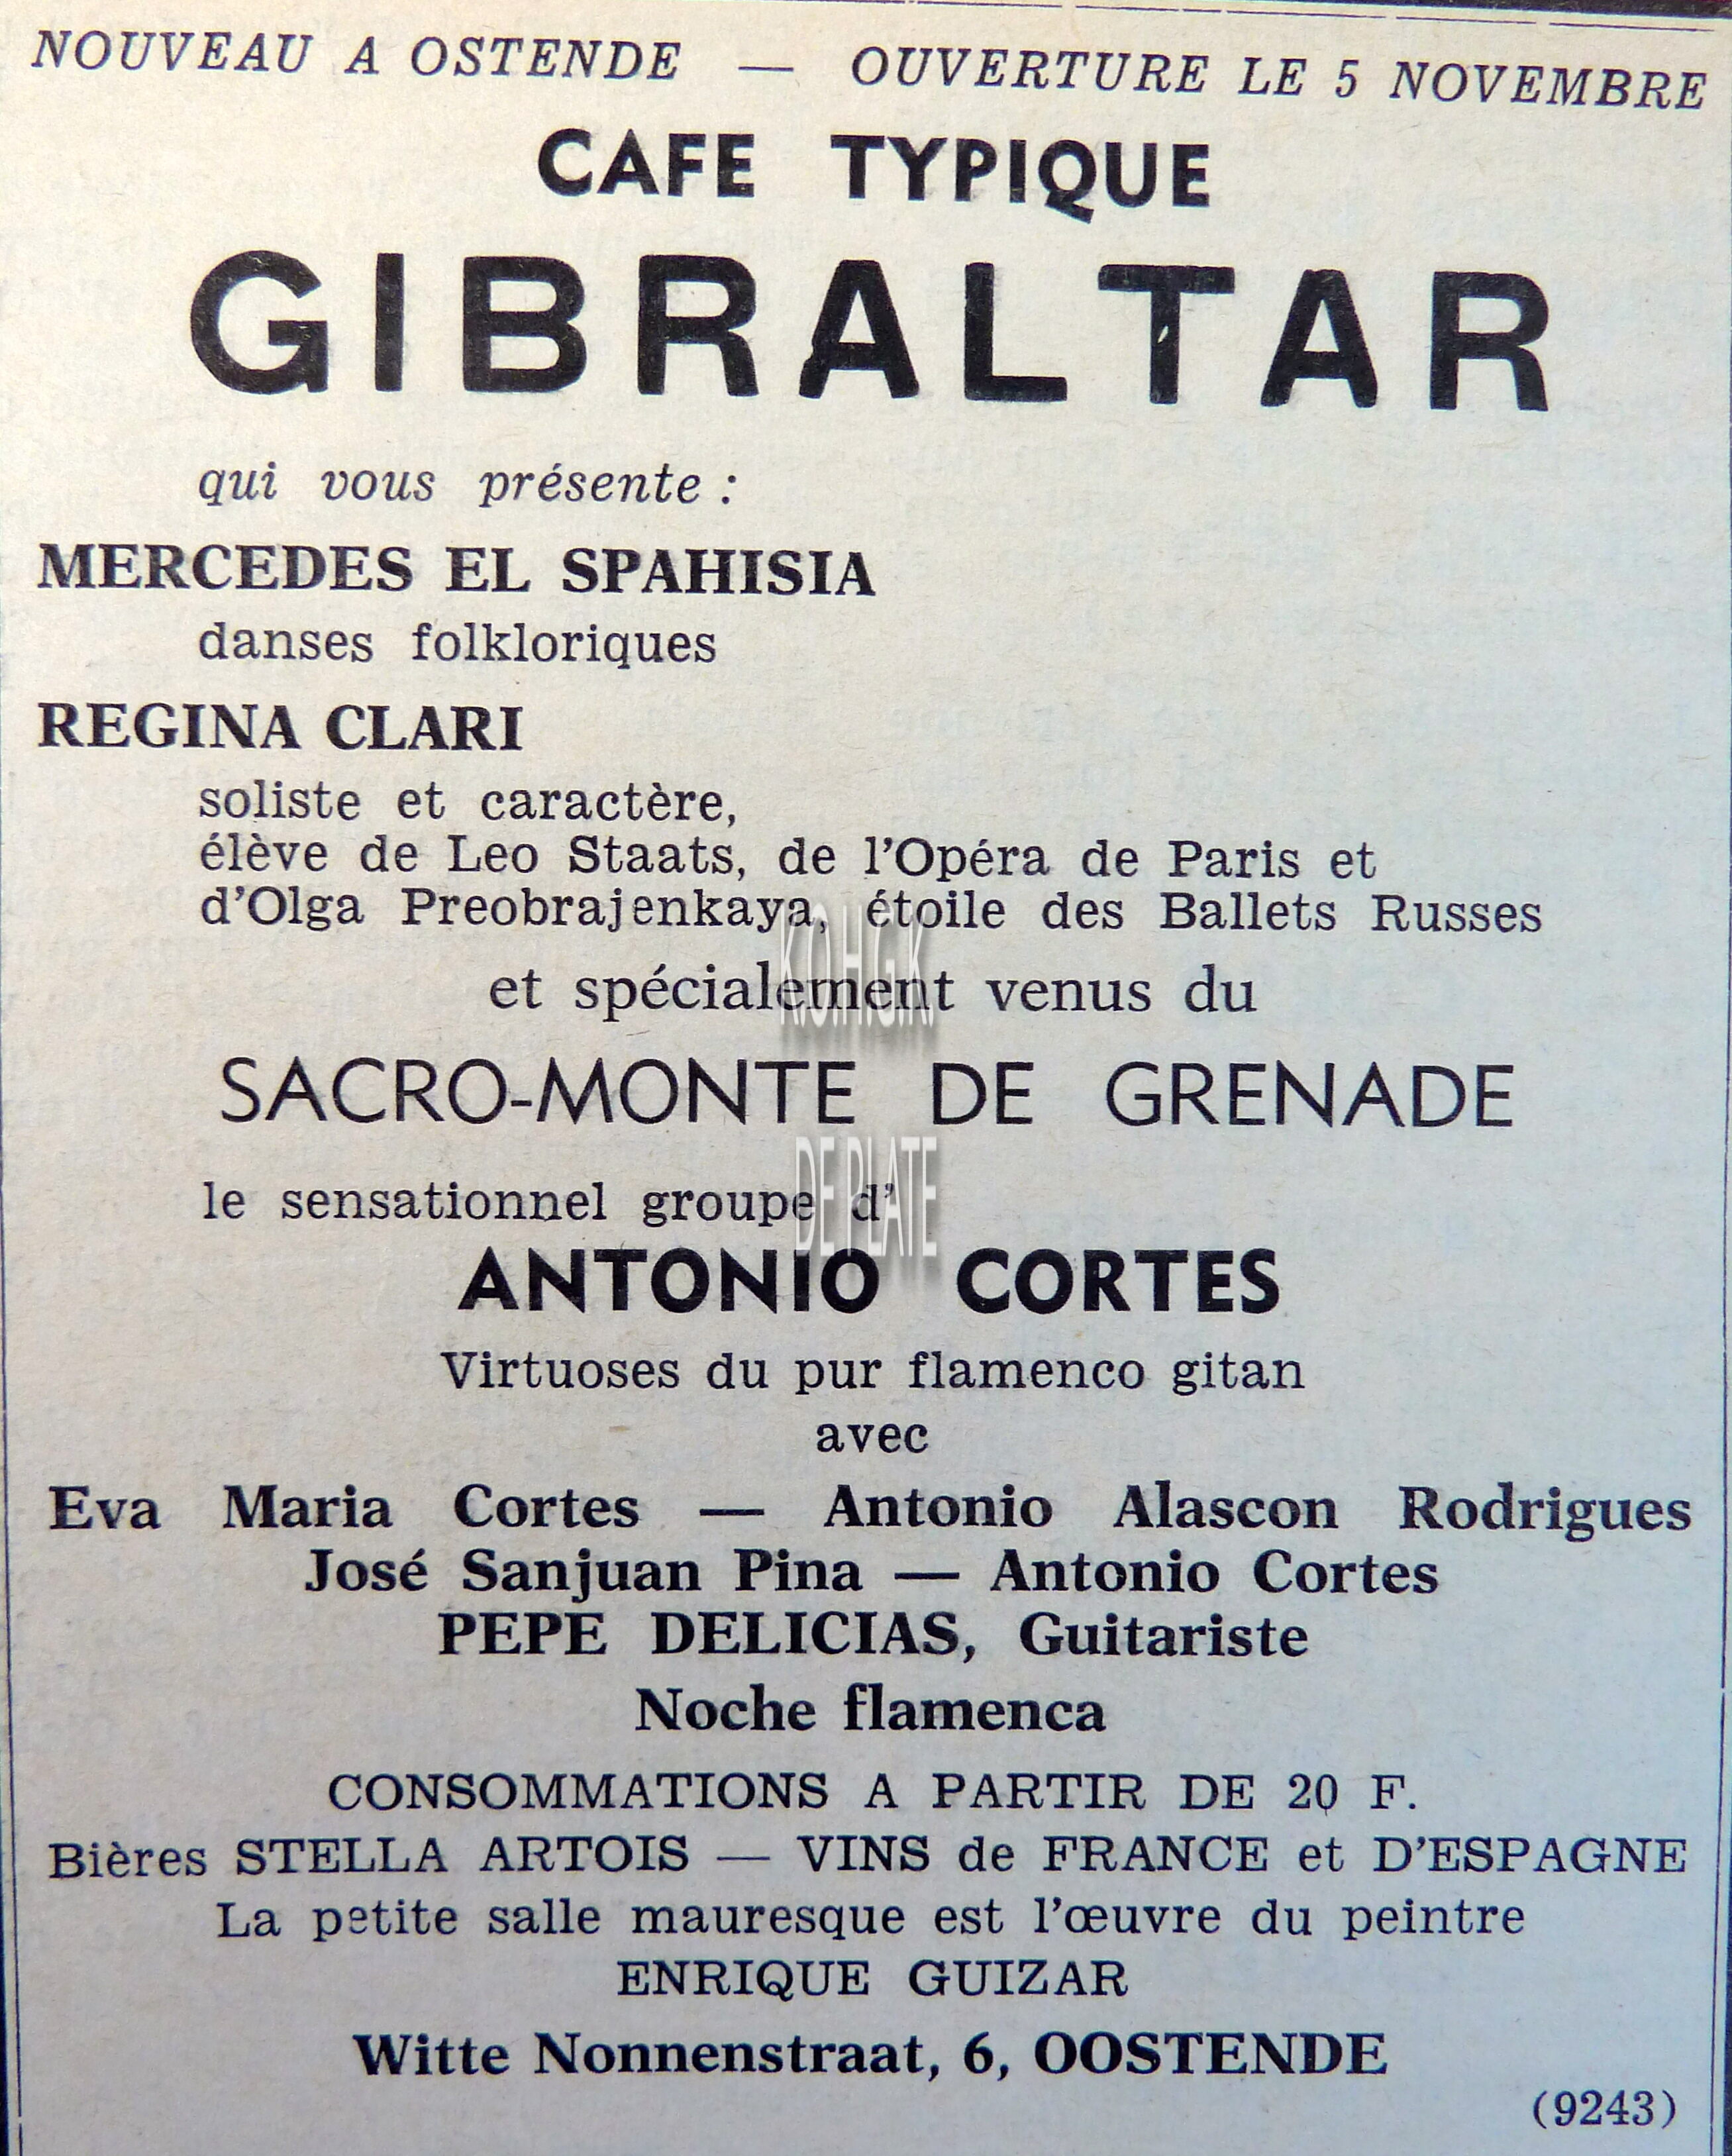 NOUVEAU A OSTENDE — OUVERTURE LE 5 NOVEMBRE
CAFE TYPIQUE
GIBRALTAR
qui vous présente :
MERCEDES EL SPAHISIA
danses folkloriques
REGINA CLARI
soliste et caractère,
élève de Leo Staats, de l'Opéra de Paris et
d'Olga Preobrajenkaya, étoile des Ballets Russes
KOHGK
et spécialement venus du
SACRO-MONTE DE GRENADE
DE PLATE
le sensationnel groupe d'
ANTONIO CORTES
Virtuoses du pur flamenco gitan
avec
Eva Maria Cortes — Antonio Alascon Rodrigues
José Sanjuan Pina — Antonio Cortes
PEPE DELICIAS, Guitariste
Noche flamenca
CONSOMMATIONS A PARTIR DE 20 F.
Bières STELLA ARTOIS — VINS de FRANCE et D'ESPAGNE
La petite salle mauresque est l'œuvre du peintre
ENRIQUE GUIZAR
Witte Nonnenstraat, 6, OOSTENDE
(9243)